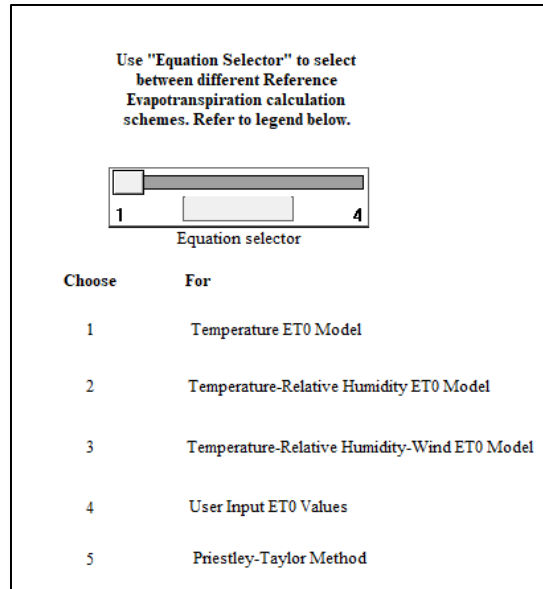 Use "Equation Selector" to select
between different Reference
Evapotranspiration calculation
schemes. Refer to legend below.
1 4
Equation selector
Choose For
1 Temperature ET0 Model
2 Temperature-Relative Humidity ET0 Model
3 Temperature-Relative Humidity-Wind ET0 Model
4 User Input ET0 Values
5 Priestley-Taylor Method